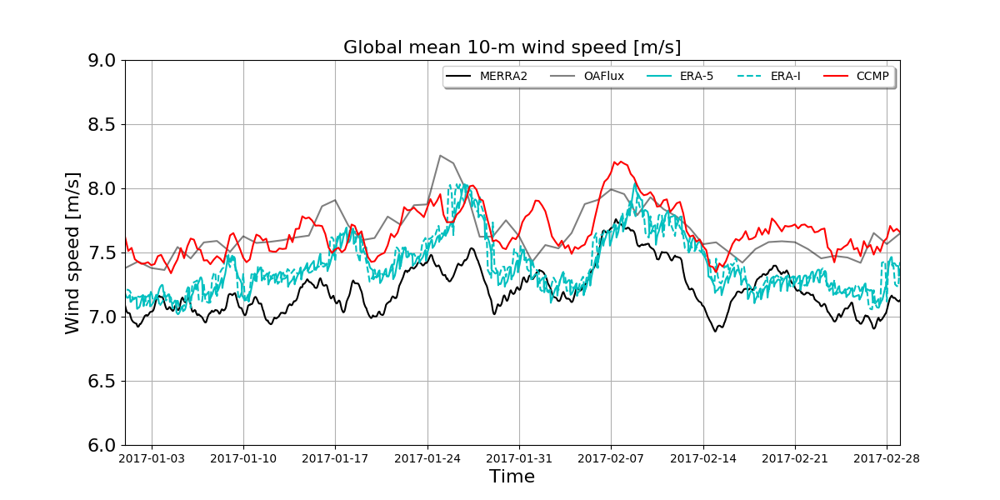 Global mean 10-m wind speed [m/s]
MERRA2 OAFlux ERA-5 ERA-I CCMP
Wind speed [m/s]
9.0
8.5
8.0
7.5
7.0
6.5
6.0
2017-01-03 2017-01-10 2017-01-17 2017-01-24 2017-01-31 2017-02-07 2017-02-14 2017-02-21 2017-02-28
Time